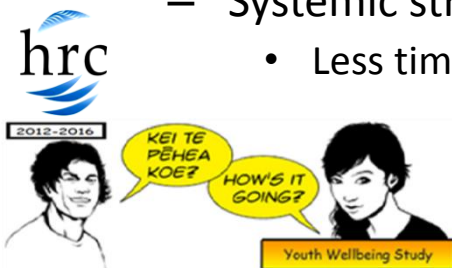 – Systemic str
• Less tim
hrc
2012-2016
KEI TE
PĒHEA
KOE?
HOW'S IT
GOING?
Youth Wellbeing Study